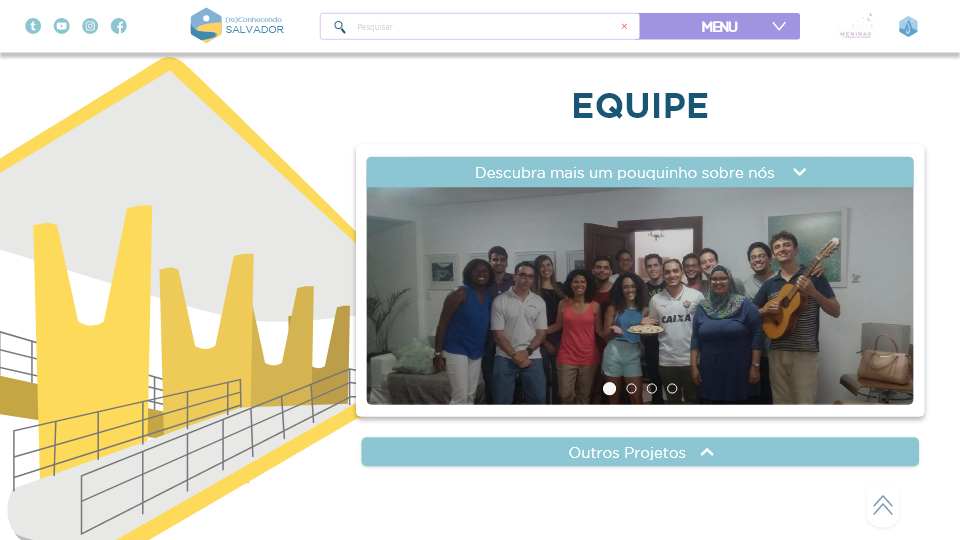 (re)Conhecendo
SALVADOR
Pesquisar
MENU
MENINAS
EQUIPE
Descubra mais um pouquinho sobre nós
CAIXA
Outros Projetos